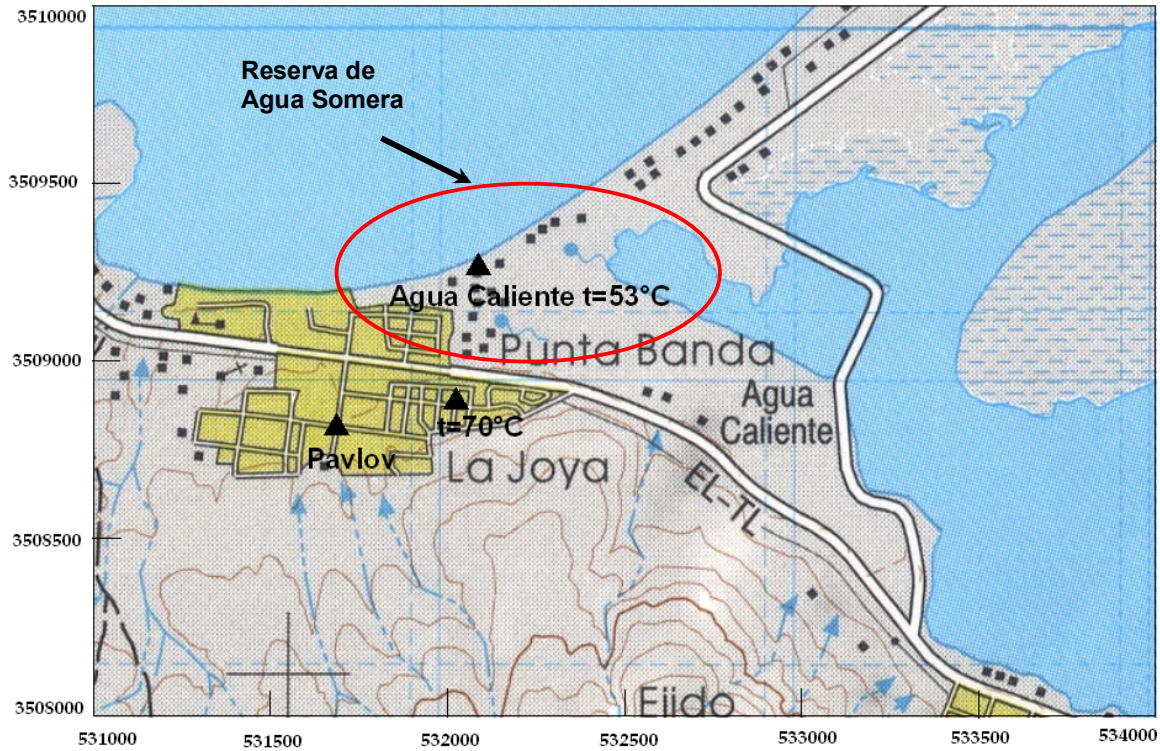 3510000
Reserva de
Agua Somera
3509500
Agua Caliente t=53°C
3509000
Punta Banda
Agua
Caliente
t=70°C
Pavlov
La Joya
EL-TL
3508500
Ejido
3508000
531000
531500
532000
532500
533000
533500
534000